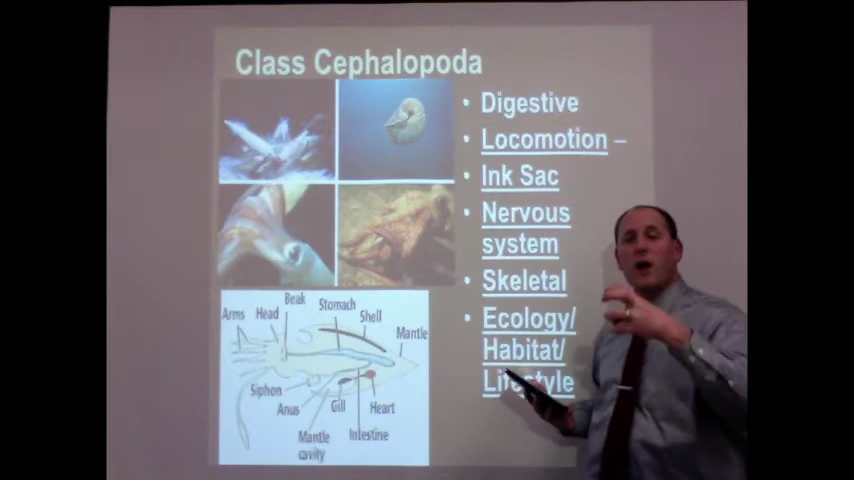 Class Cephalopoda
• Digestive
• Locomotion –
• Ink Sac
• Nervous
system
• Skeletal
• Ecology/
Habitat/
Lifestyle
Arms
Head
Beak
Stomach
Shell
Mantle
Siphon
Anus
Gill
Heart
Mantle
cavity
Intestine